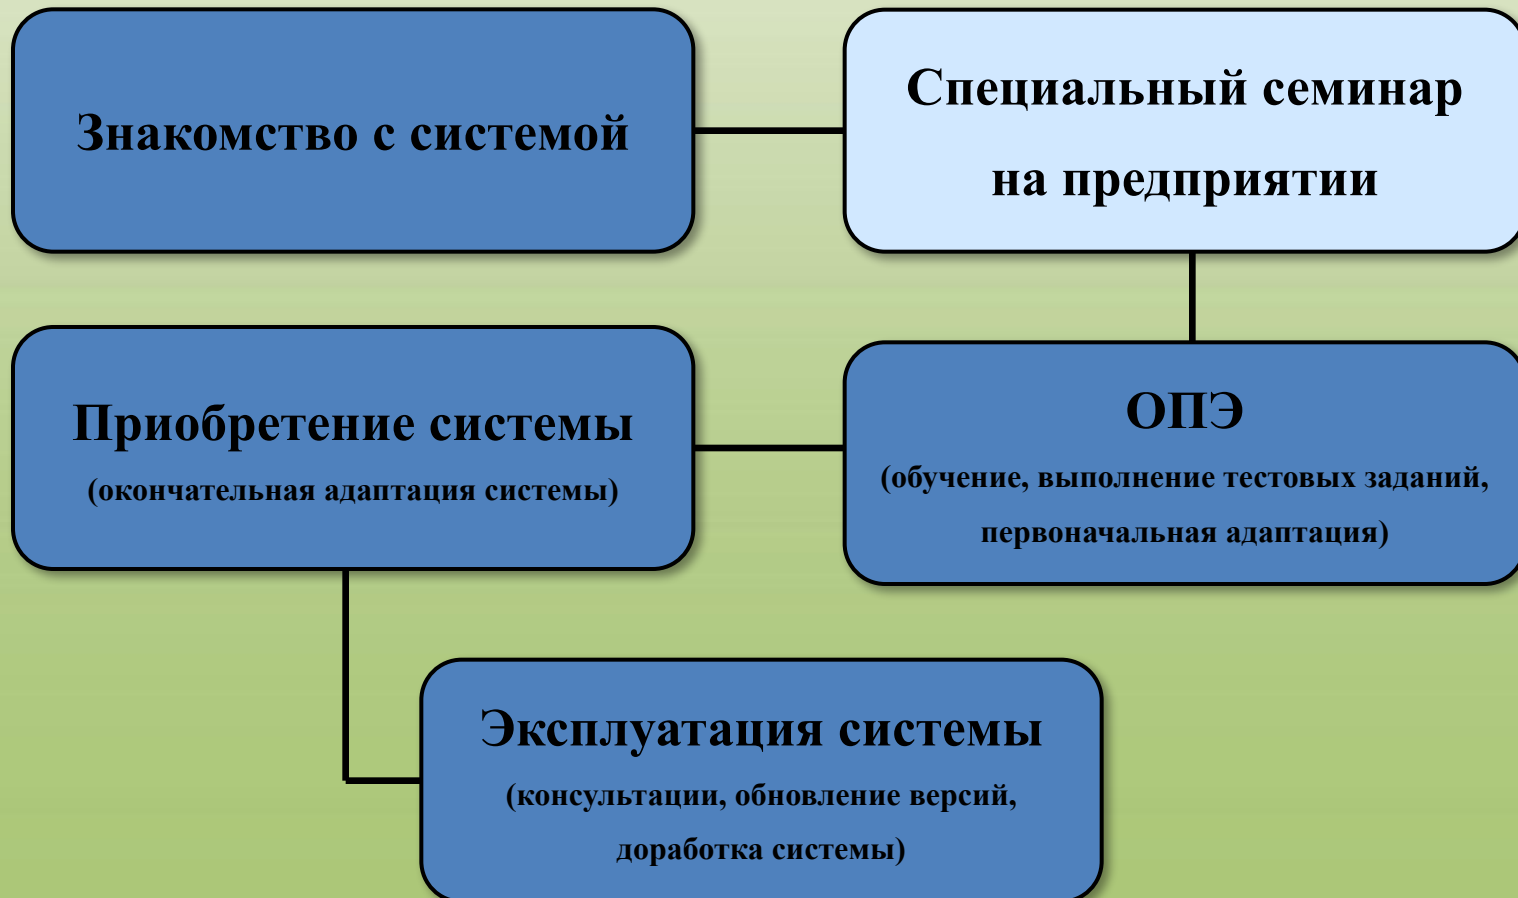 Знакомство с системой
Специальный семинар
на предприятии
Приобретение системы
(окончательная адаптация системы)
ОПЭ
(обучение, выполнение тестовых заданий,
первоначальная адаптация)
Эксплуатация системы
(консультации, обновление версий,
доработка системы)